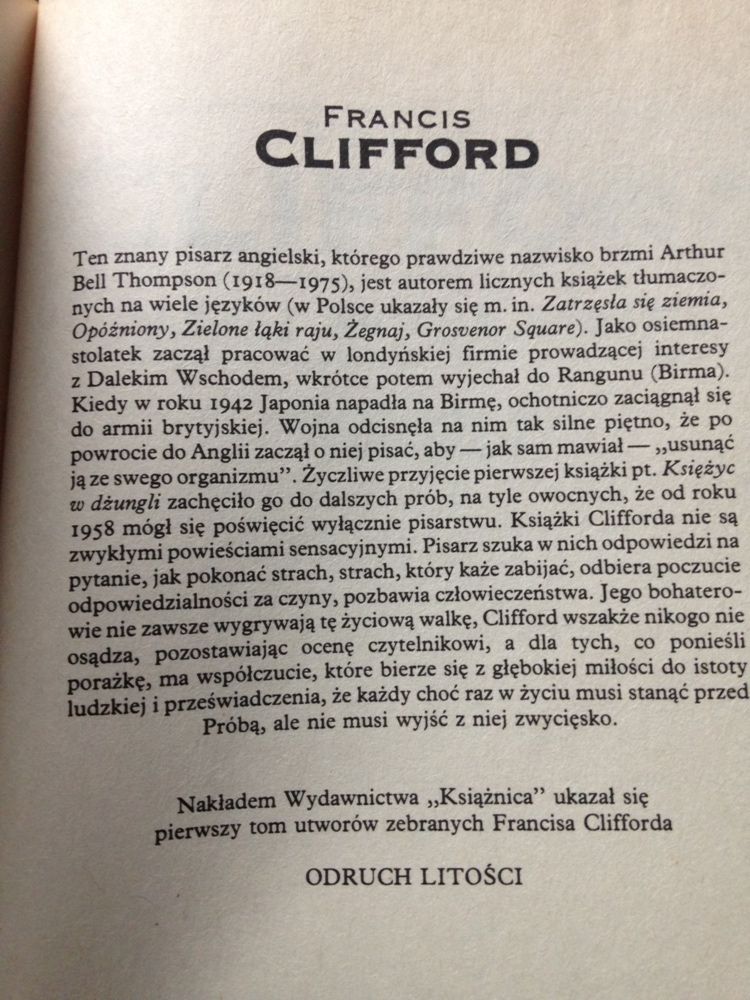 FRANCIS
CLIFFORD
Ten znany pisarz angielski, którego prawdziwe nazwisko brzmi Arthur
Bell Thompson (1918—1975), jest autorem licznych książek tłumaczo-
nych na wiele języków (w Polsce ukazały się m. in. Zatrzęsła się ziemia,
Opóźniony, Zielone łąki raju, Żegnaj, Grosvenor Square). Jako osiemna-
stolatek zaczął pracować w londyńskiej firmie prowadzącej interesy
z Dalekim Wschodem, wkrótce potem wyjechał do Rangunu (Birma).
Kiedy w roku 1942 Japonia napadła na Birmę, ochotniczo zaciągnął się
do armii brytyjskiej. Wojna odcisnęła na nim tak silne piętno, że po
powrocie do Anglii zaczął o niej pisać, aby — jak sam mawiał — „usunąć
ją ze swego organizmu”. Życzliwe przyjęcie pierwszej książki pt. Księżyc
w dżungli zachęciło go do dalszych prób, na tyle owocnych, że od roku
1958 mógł się poświęcić wyłącznie pisarstwu. Książki Clifforda nie są
zwykłymi powieściami sensacyjnymi. Pisarz szuka w nich odpowiedzi na
pytanie, jak pokonać strach, strach, który każe zabijać, odbiera poczucie
odpowiedzialności za czyny, pozbawia człowieczeństwa. Jego bohatero-
wie nie zawsze wygrywają tę życiową walkę, Clifford wszakże nikogo nie
osądza, pozostawiając ocenę czytelnikowi, a dla tych, co ponieśli
porażkę, ma współczucie, które bierze się z głębokiej miłości do istoty
ludzkiej i przeświadczenia, że każdy choć raz w życiu musi stanąć przed
Próbą, ale nie musi wyjść z niej zwycięsko.
Nakładem Wydawnictwa „Książnica” ukazał się
pierwszy tom utworów zebranych Francisa Clifforda
ODRUCH LITOŚCI